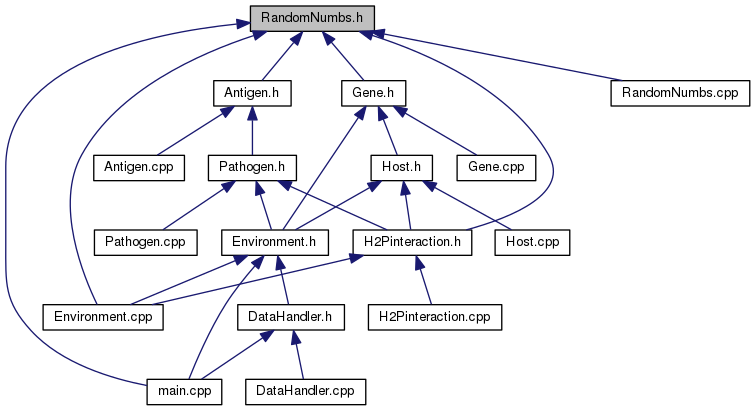 RandomNumbs.h
Antigen.h
Gene.h
RandomNumbs.cpp
Antigen.cpp
Pathogen.h
Host.h
Gene.cpp
Pathogen.cpp
Environment.h
H2Pinteraction.h
Host.cpp
Environment.cpp
DataHandler.h
H2Pinteraction.cpp
main.cpp
DataHandler.cpp